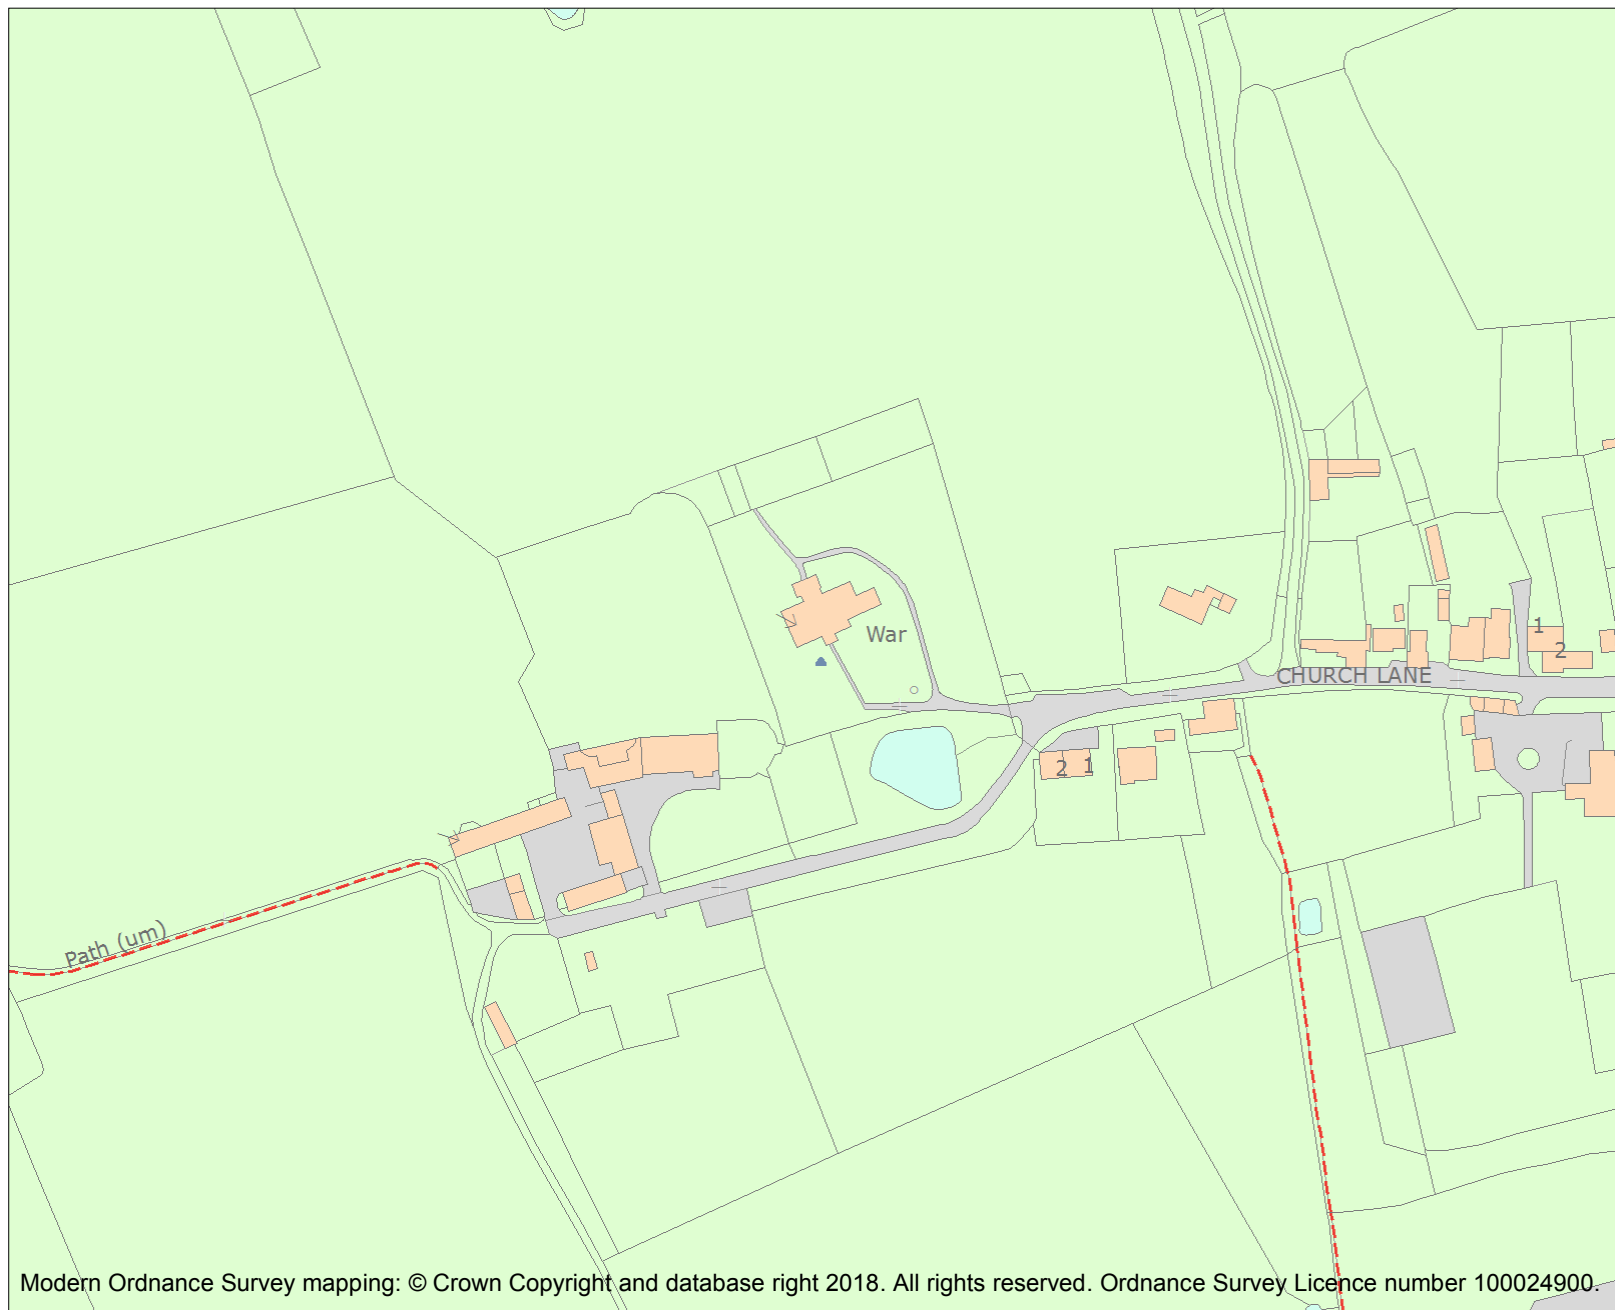 War
1
2
CHURCH LANE
2 1
Path (um)
Modern Ordnance Survey mapping: © Crown Copyright and database right 2018. All rights reserved. Ordnance Survey Licence number 100024900.